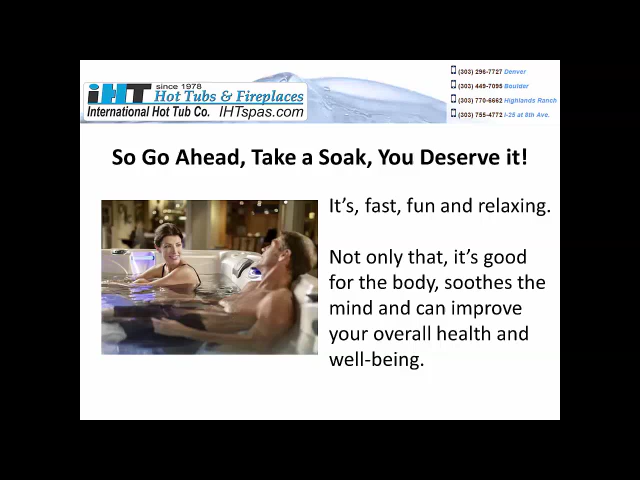 iHT
since 1978
Hot Tubs & Fireplaces
International Hot Tub Co. IHTspas.com
(303) 296-7727 Denver
(303) 449-7095 Boulder
(303) 770-6662 Highlands Ranch
(303) 755-4772 I-25 at 8th Ave.
So Go Ahead, Take a Soak, You Deserve it!
It's, fast, fun and relaxing.
Not only that, it's good
for the body, soothes the
mind and can improve
your overall health and
well-being.